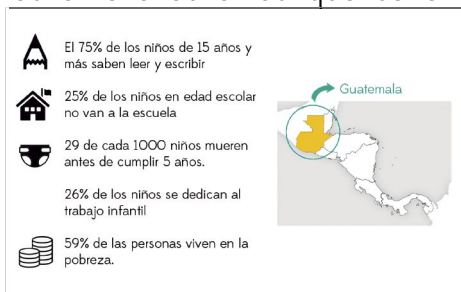 El 75% de los niños de 15 años y
más saben leer y escribir
25% de los niños en edad escolar
no van a la escuela
29 de cada 1000 niños mueren
antes de cumplir 5 años.
26% de los niños se dedican al
trabajo infantil
59% de las personas viven en la
pobreza.
Guatemala